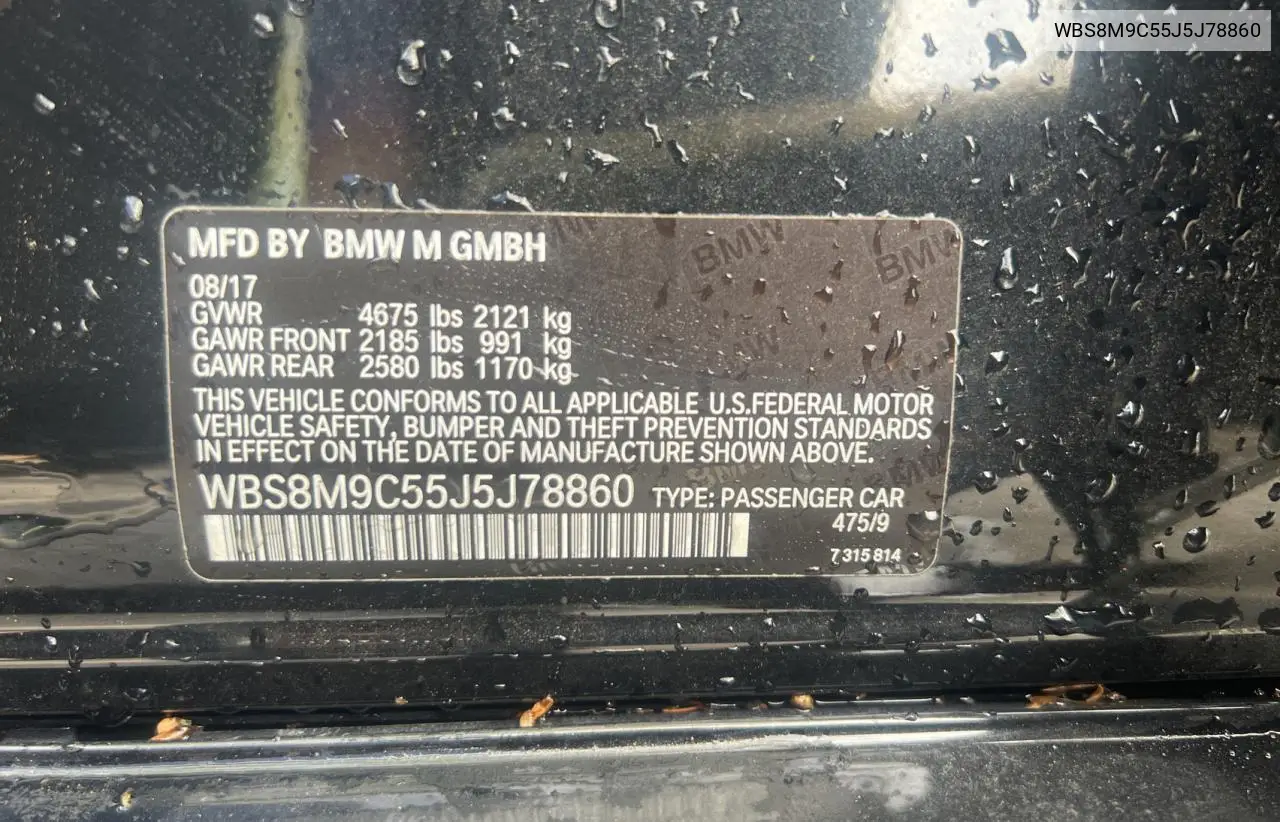 WBS8M9C55J5J78860
MFD BY BMW M GMBH
08/17
GVWR 4675 lbs 2121 kg
GAWR FRONT 2185 lbs 991 kg
GAWR REAR 2580 lbs 1170 kg
THIS VEHICLE CONFORMS TO ALL APPLICABLE U.S.FEDERAL MOTOR
VEHICLE SAFETY, BUMPER AND THEFT PREVENTION STANDARDS
IN EFFECT ON THE DATE OF MANUFACTURE SHOWN ABOVE.
WBS8M9C55J5J78860 TYPE: PASSENGER CAR
475/9
7 315 814
BMW
BMW